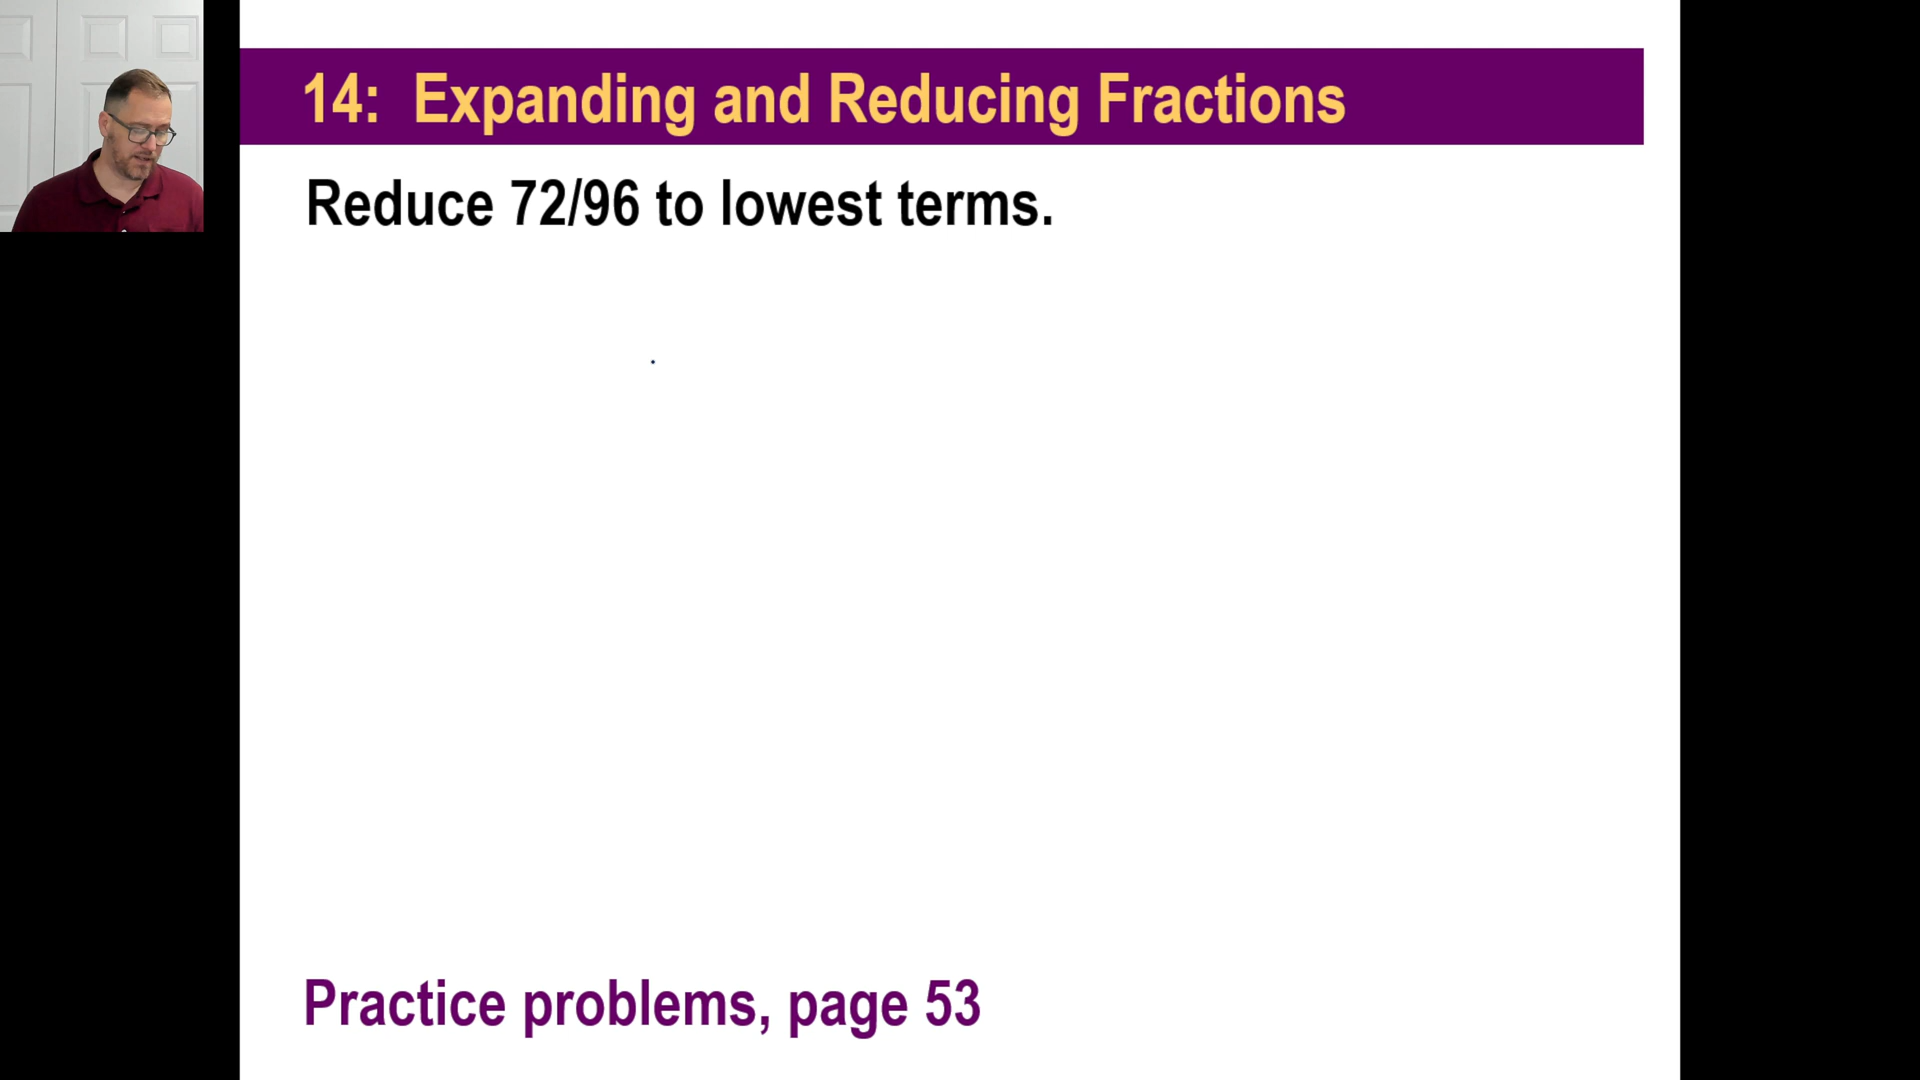 14: Expanding and Reducing Fractions
Reduce 72/96 to lowest terms.
Practice problems, page 53